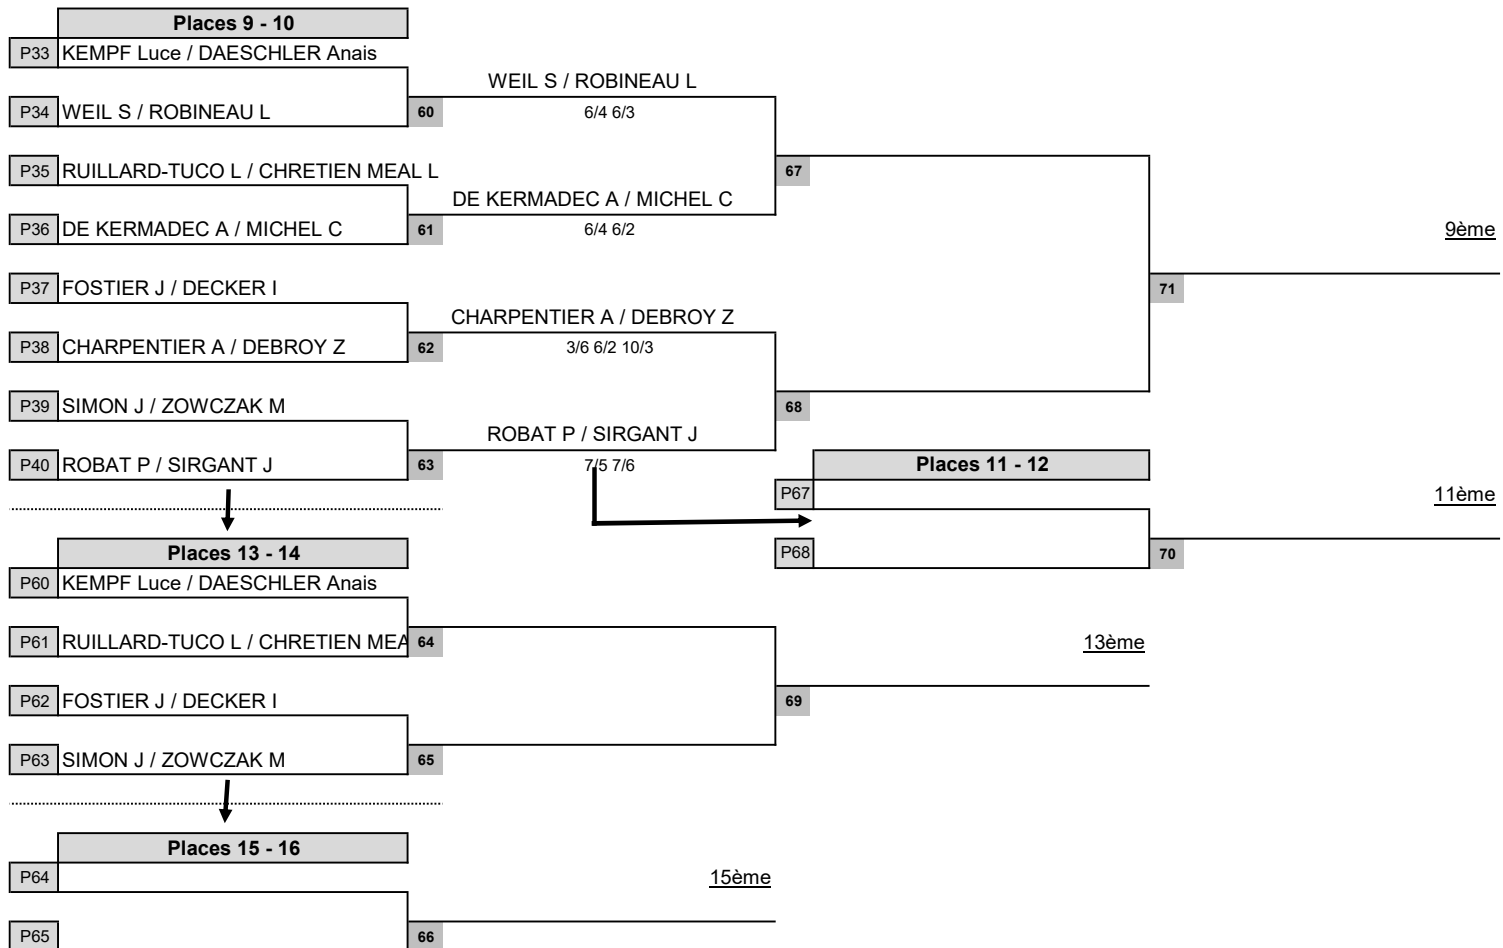 Places 9 - 10
P33 KEMPF Luce / DAESCHLER Anais
WEIL S / ROBINEAU L
P34 WEIL S / ROBINEAU L 60 6/4 6/3
P35 RUILLARD-TUCO L / CHRETIEN MEAL L 67
DE KERMADEC A / MICHEL C
P36 DE KERMADEC A / MICHEL C 61 6/4 6/2 9ème
P37 FOSTIER J / DECKER I 71
CHARPENTIER A / DEBROY Z
P38 CHARPENTIER A / DEBROY Z 62 3/6 6/2 10/3
P39 SIMON J / ZOWCZAK M 68
ROBAT P / SIRGANT J
P40 ROBAT P / SIRGANT J 63 7/5 7/6 Places 11 - 12
P67 11ème
Places 13 - 14 P68 70
P60 KEMPF Luce / DAESCHLER Anais
P61 RUILLARD-TUCO L / CHRETIEN MEA 64 13ème
P62 FOSTIER J / DECKER I 69
P63 SIMON J / ZOWCZAK M 65
Places 15 - 16
P64 15ème
P65 66